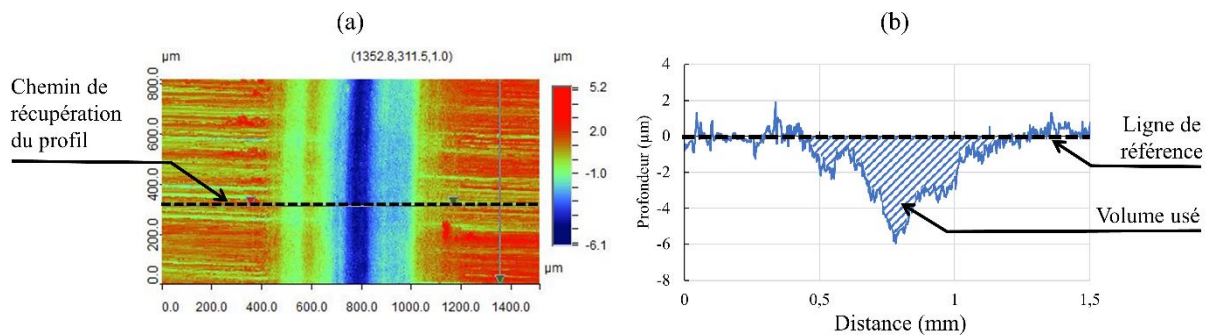 (a)
(b)
µm
(1352.8,311.5,1.0)
µm
Chemin de
récupération
du profil
800.0
600.0
400.0
200.0
0.0
0.0
200.0
400.0
600.0
800.0
1000.0
1200.0
1400.0
5.2
2.0
-1.0
-6.1
µm
Profondeur (µm)
4
2
0
-2
-4
-6
-8
0
0,5
1
1,5
Distance (mm)
Ligne de
référence
Volume usé